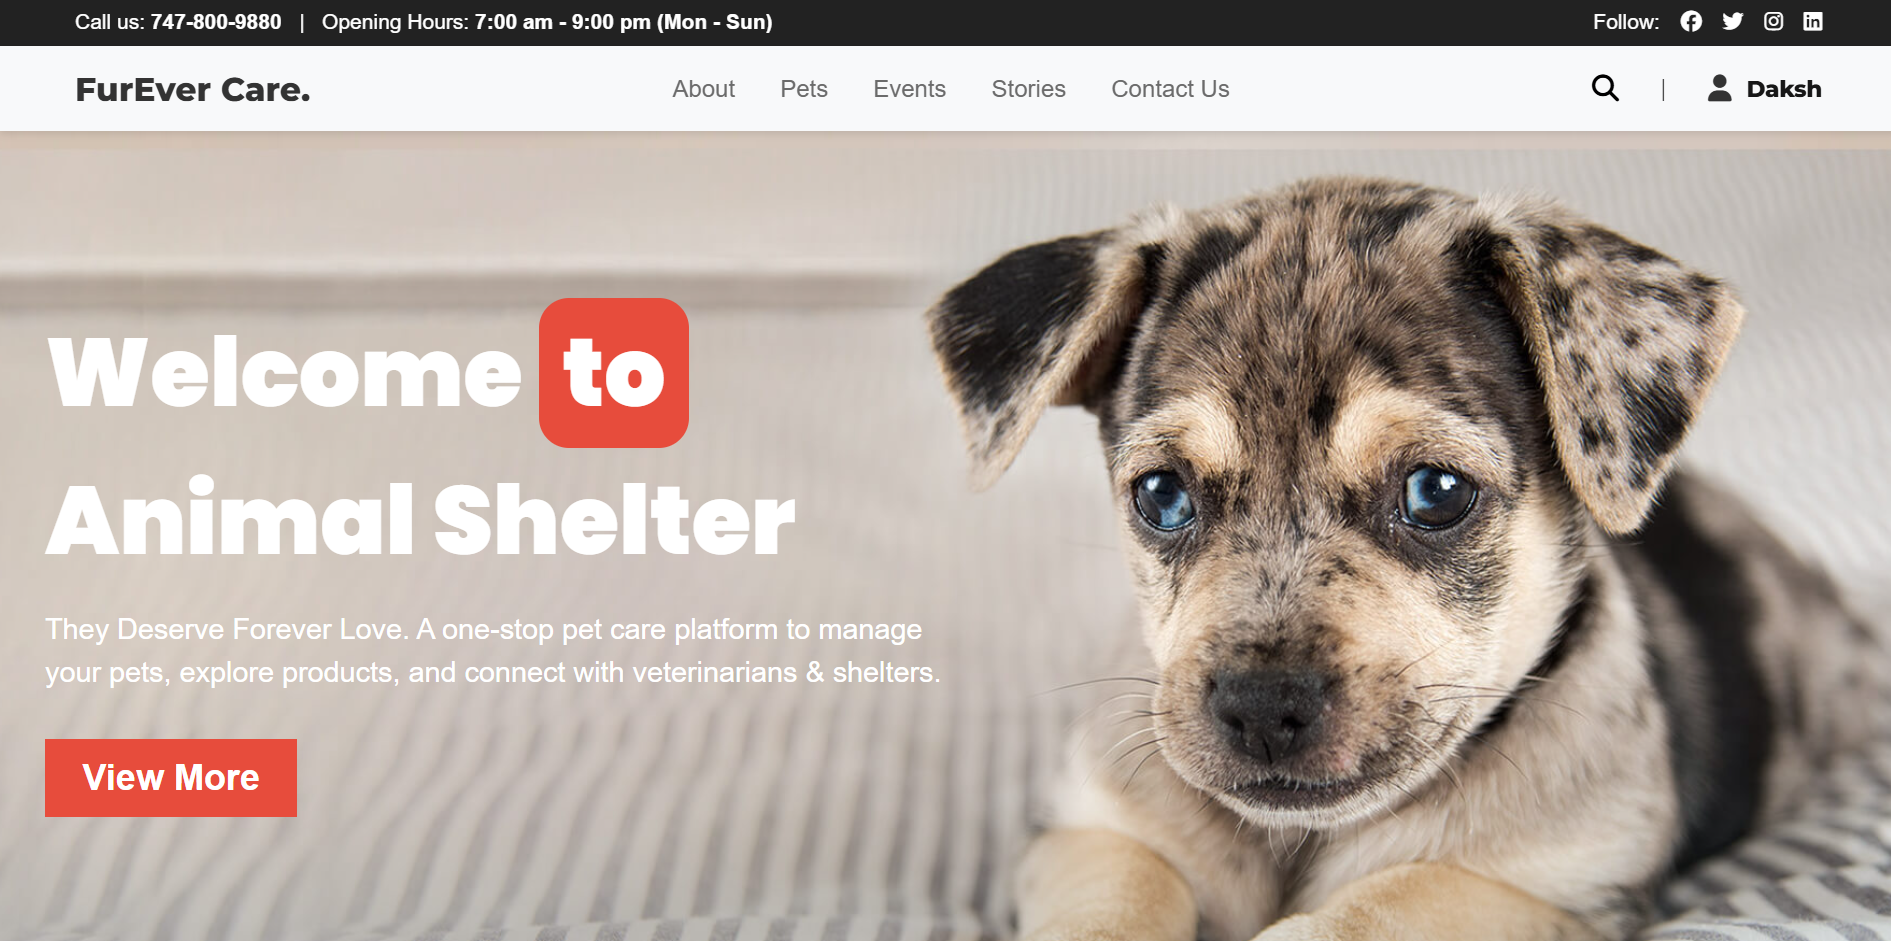 Call us: 747-800-9880 | Opening Hours: 7:00 am - 9:00 pm (Mon - Sun) Follow:
FurEver Care. About Pets Events Stories Contact Us | Daksh
Welcome to
Animal Shelter
They Deserve Forever Love. A one-stop pet care platform to manage
your pets, explore products, and connect with veterinarians & shelters.
View More